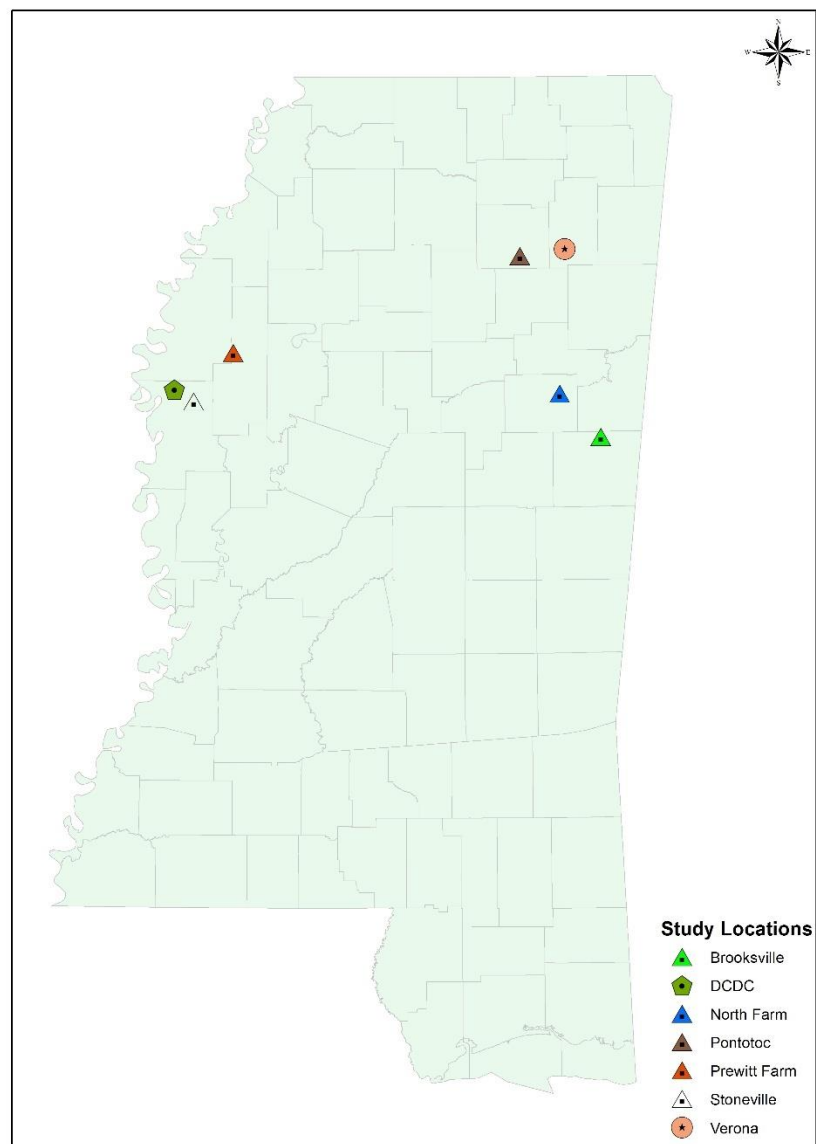 N
W E
S
Study Locations
Brooksville
DCDC
North Farm
Pontotoc
Prewitt Farm
Stoneville
Verona